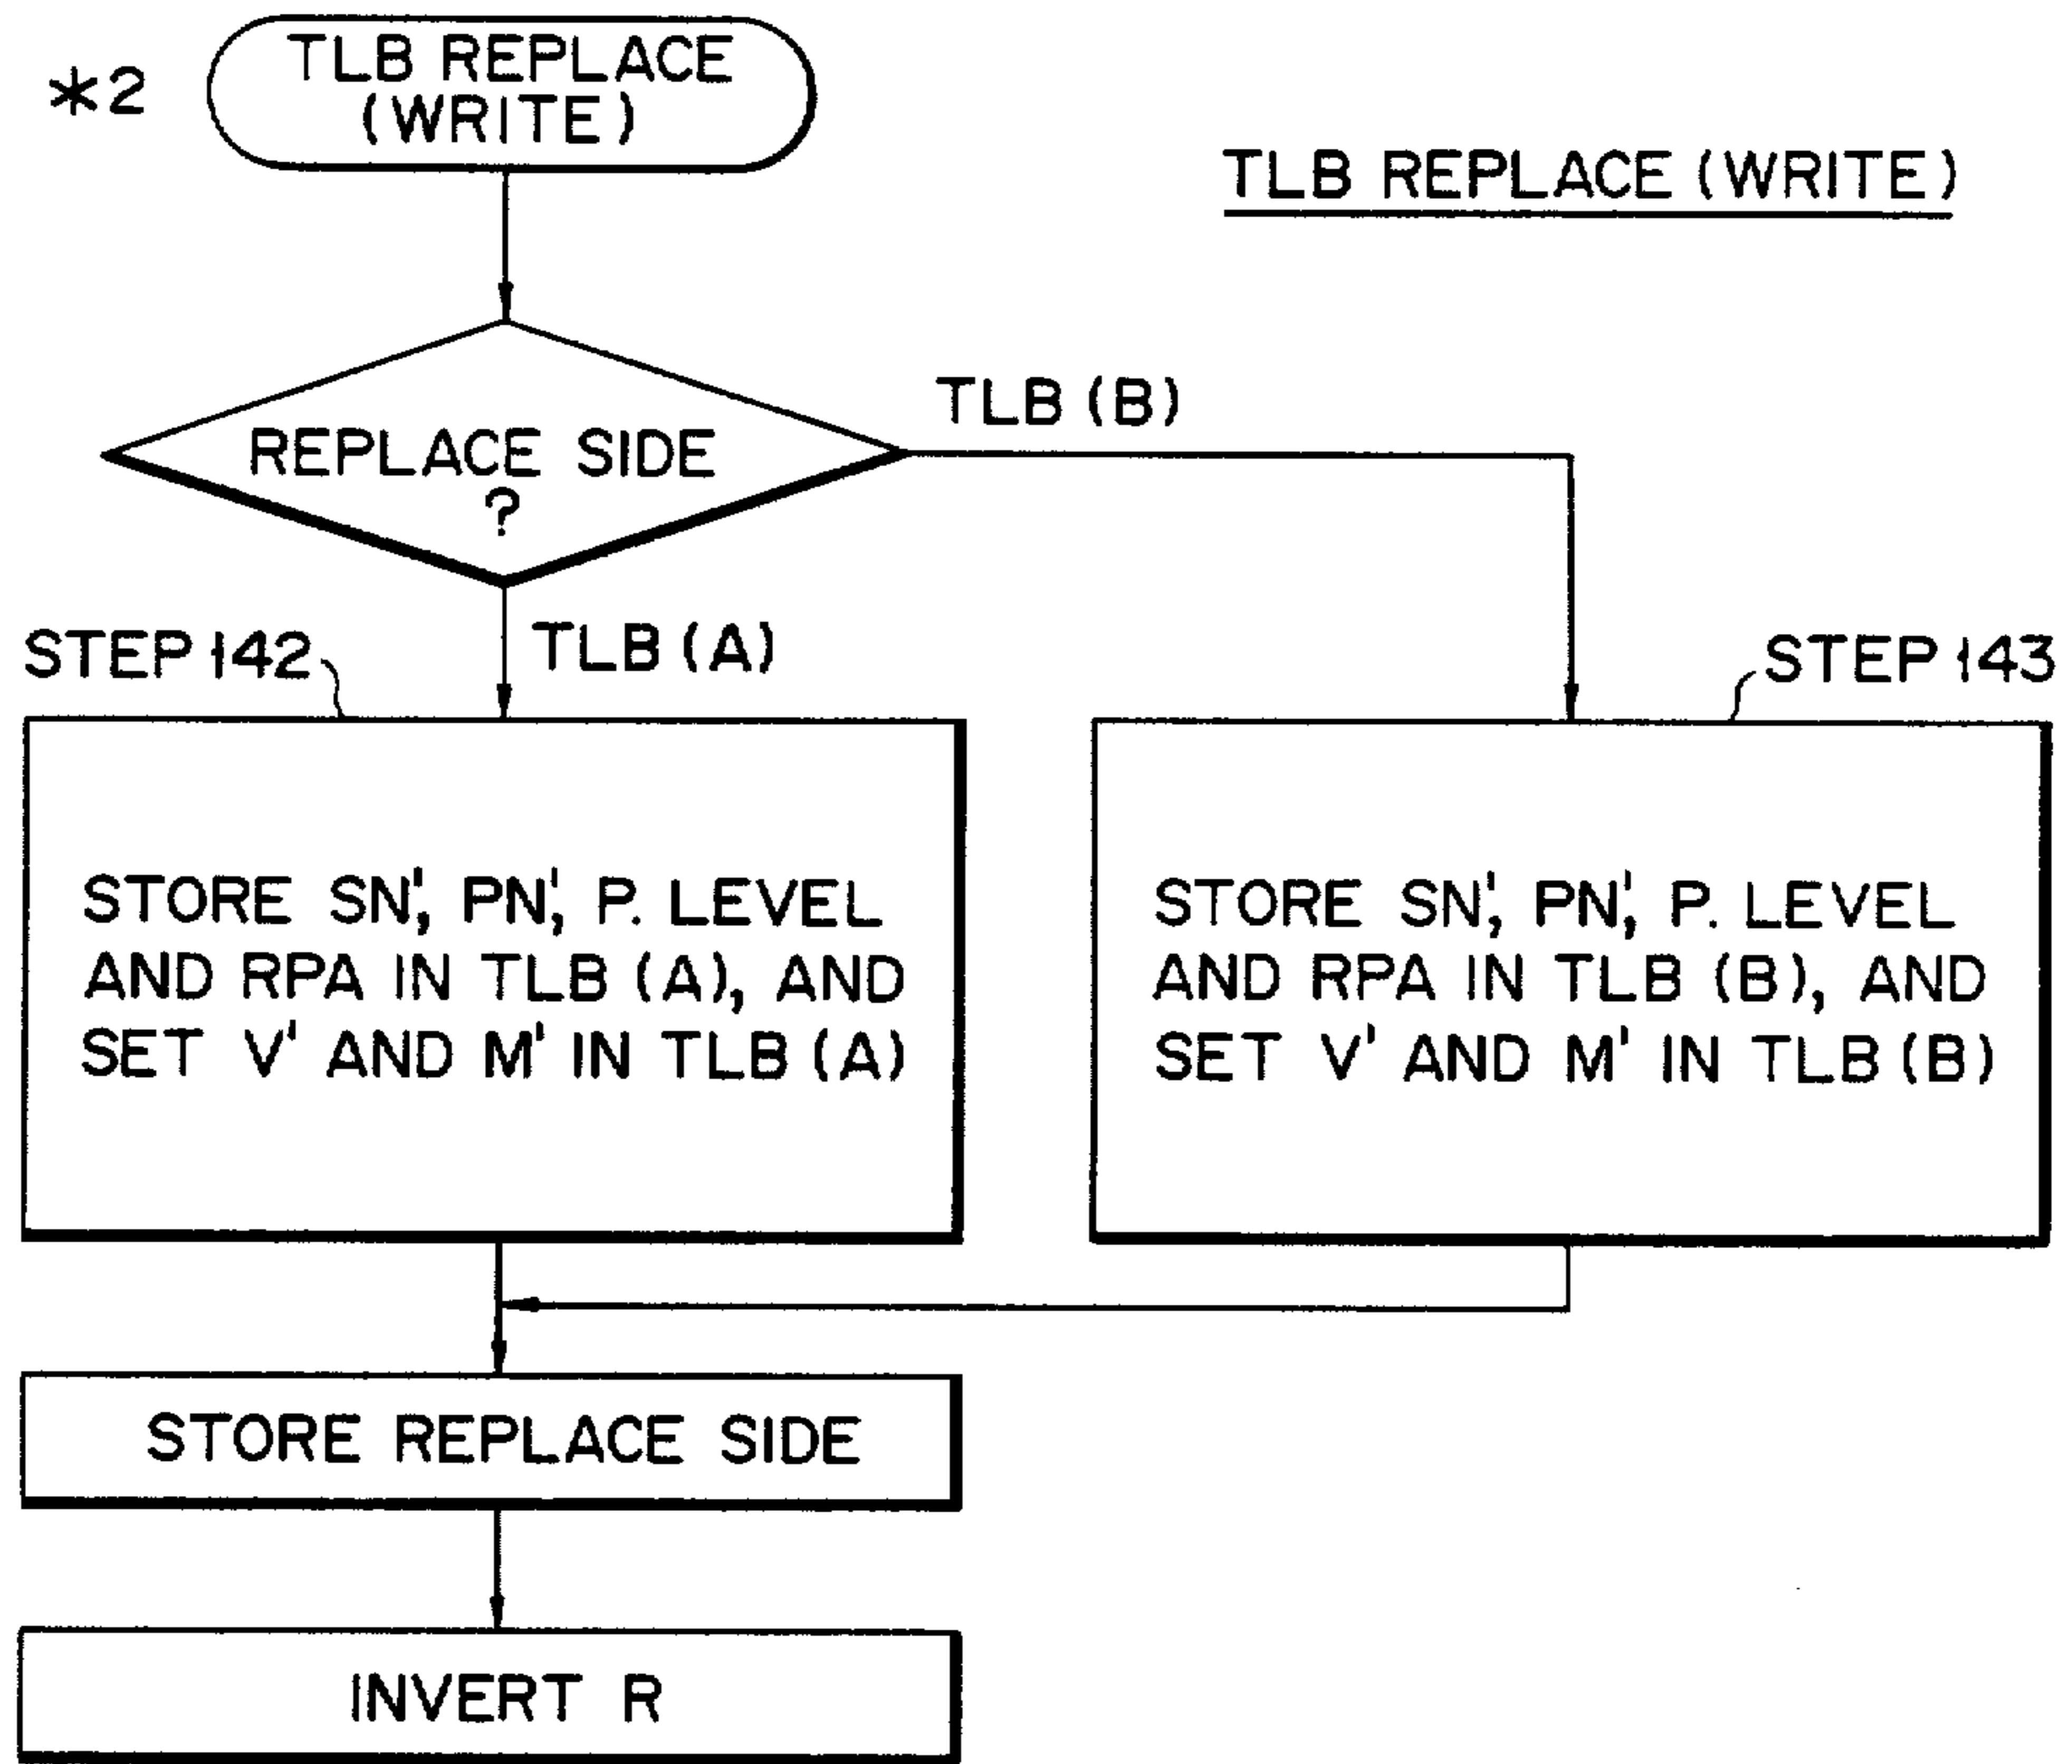 *2
TLB REPLACE
(WRITE)
TLB REPLACE (WRITE)
REPLACE SIDE
?
TLB (B)
TLB (A)
STEP 142
STEP 143
STORE SN', PN', P. LEVEL
AND RPA IN TLB (A), AND
SET V' AND M' IN TLB (A)
STORE SN', PN', P. LEVEL
AND RPA IN TLB (B), AND
SET V' AND M' IN TLB (B)
STORE REPLACE SIDE
INVERT R